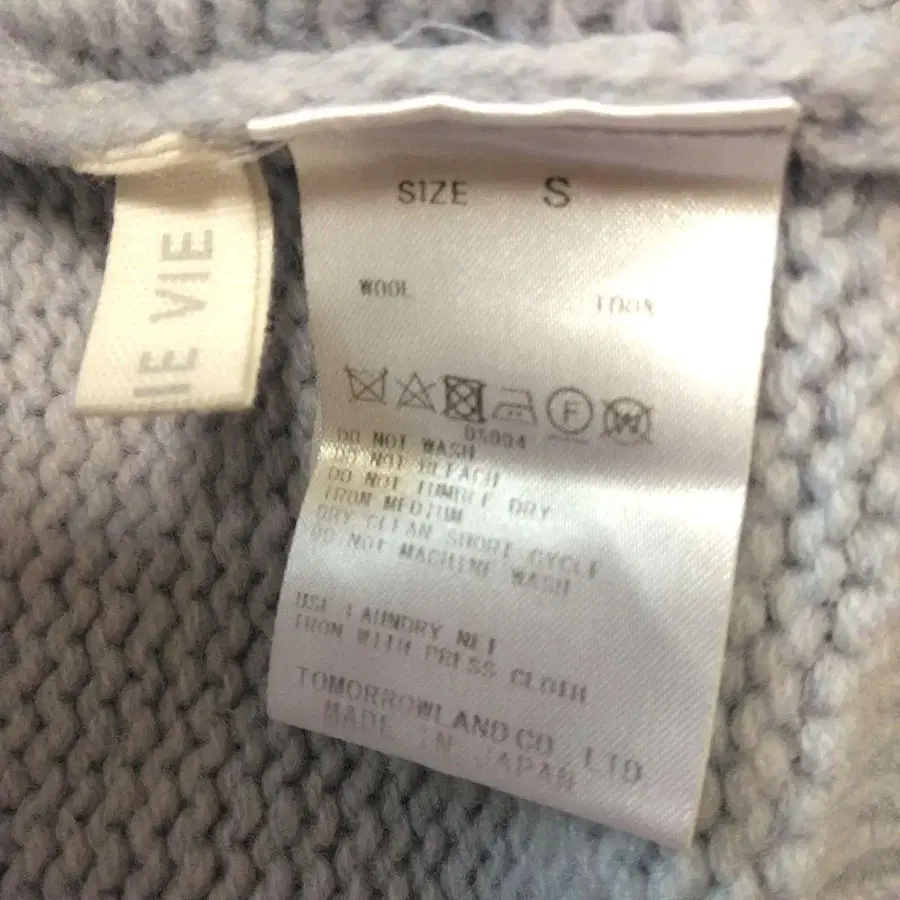 IE VIE
SIZE S
WOOL 100%
F W
05004
DO NOT WASH
DO NOT BLEACH
DO NOT TUMBLE DRY
IRON MEDIUM
DRY CLEAN SHORT CYCLE
DO NOT MACHINE WASH
USE LAUNDRY NET
IRON WITH PRESS CLOTH
TOMORROWLAND CO. LTD
MADE IN JAPAN